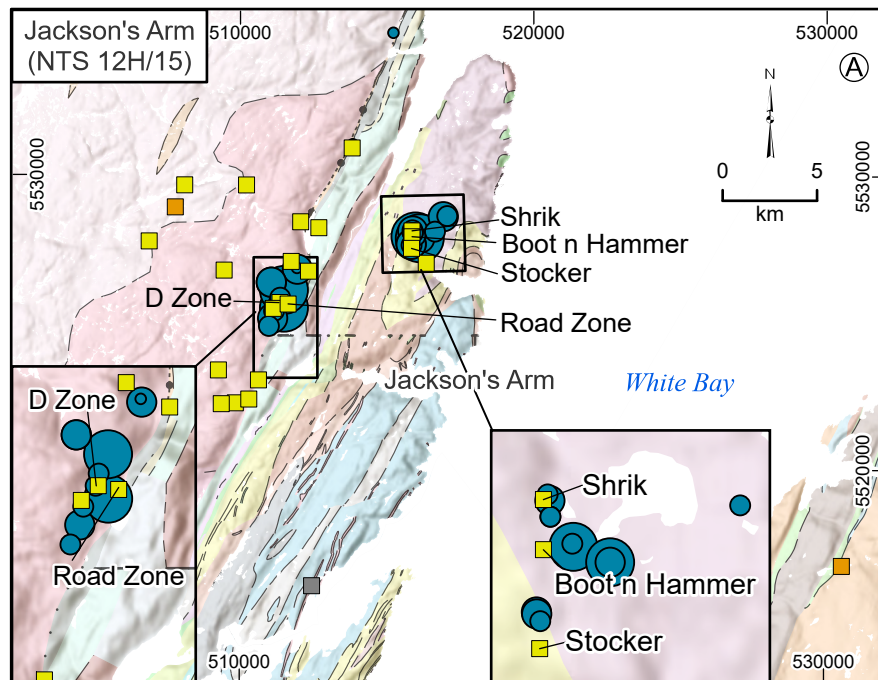 Jackson's Arm
(NTS 12H/15)
510000
520000
530000
A
N
0
5
km
5530000
5530000
Shrik
Boot n Hammer
Stocker
D Zone
Road Zone
Jackson's Arm
White Bay
D Zone
Road Zone
Shrik
Boot n Hammer
Stocker
5520000
510000
530000